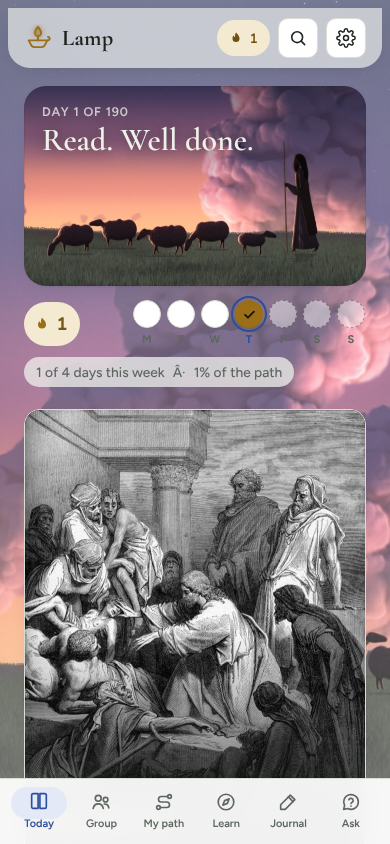 Lamp
1
DAY 1 OF 190
Read. Well done.
1
M T W T F S S
1 of 4 days this week Â· 1% of the path
Today Group My path Learn Journal Ask